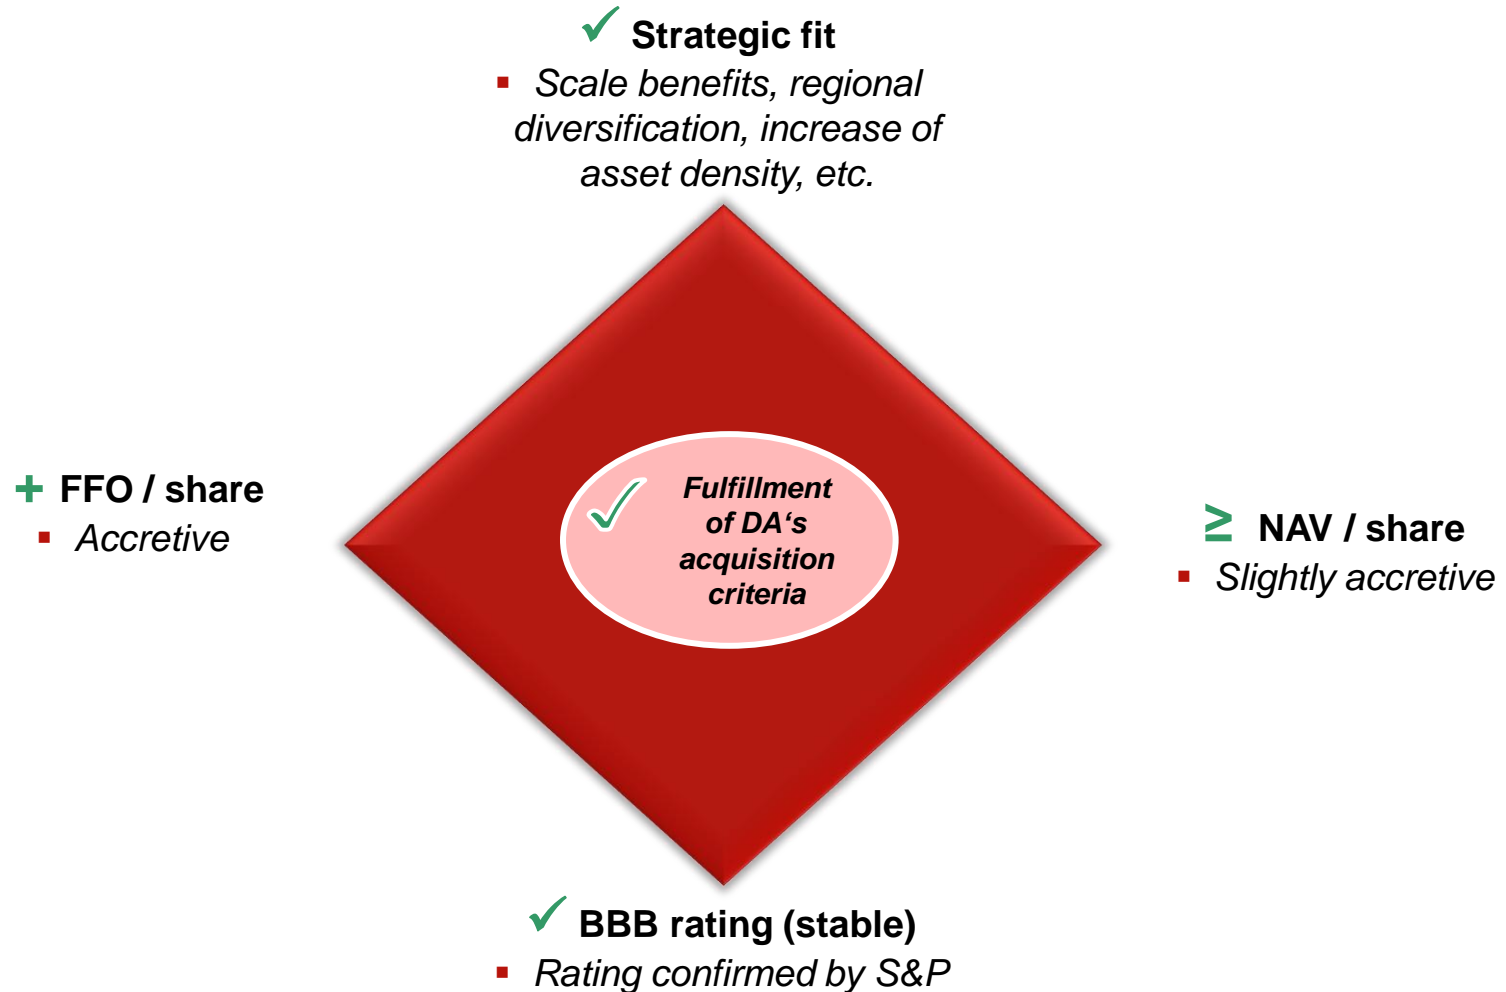 ✓ Strategic fit
▪ Scale benefits, regional
diversification, increase of
asset density, etc.
+ FFO / share
▪ Accretive
✓ Fulfillment
of DA‘s
acquisition
criteria
≥ NAV / share
▪ Slightly accretive
✓ BBB rating (stable)
▪ Rating confirmed by S&P